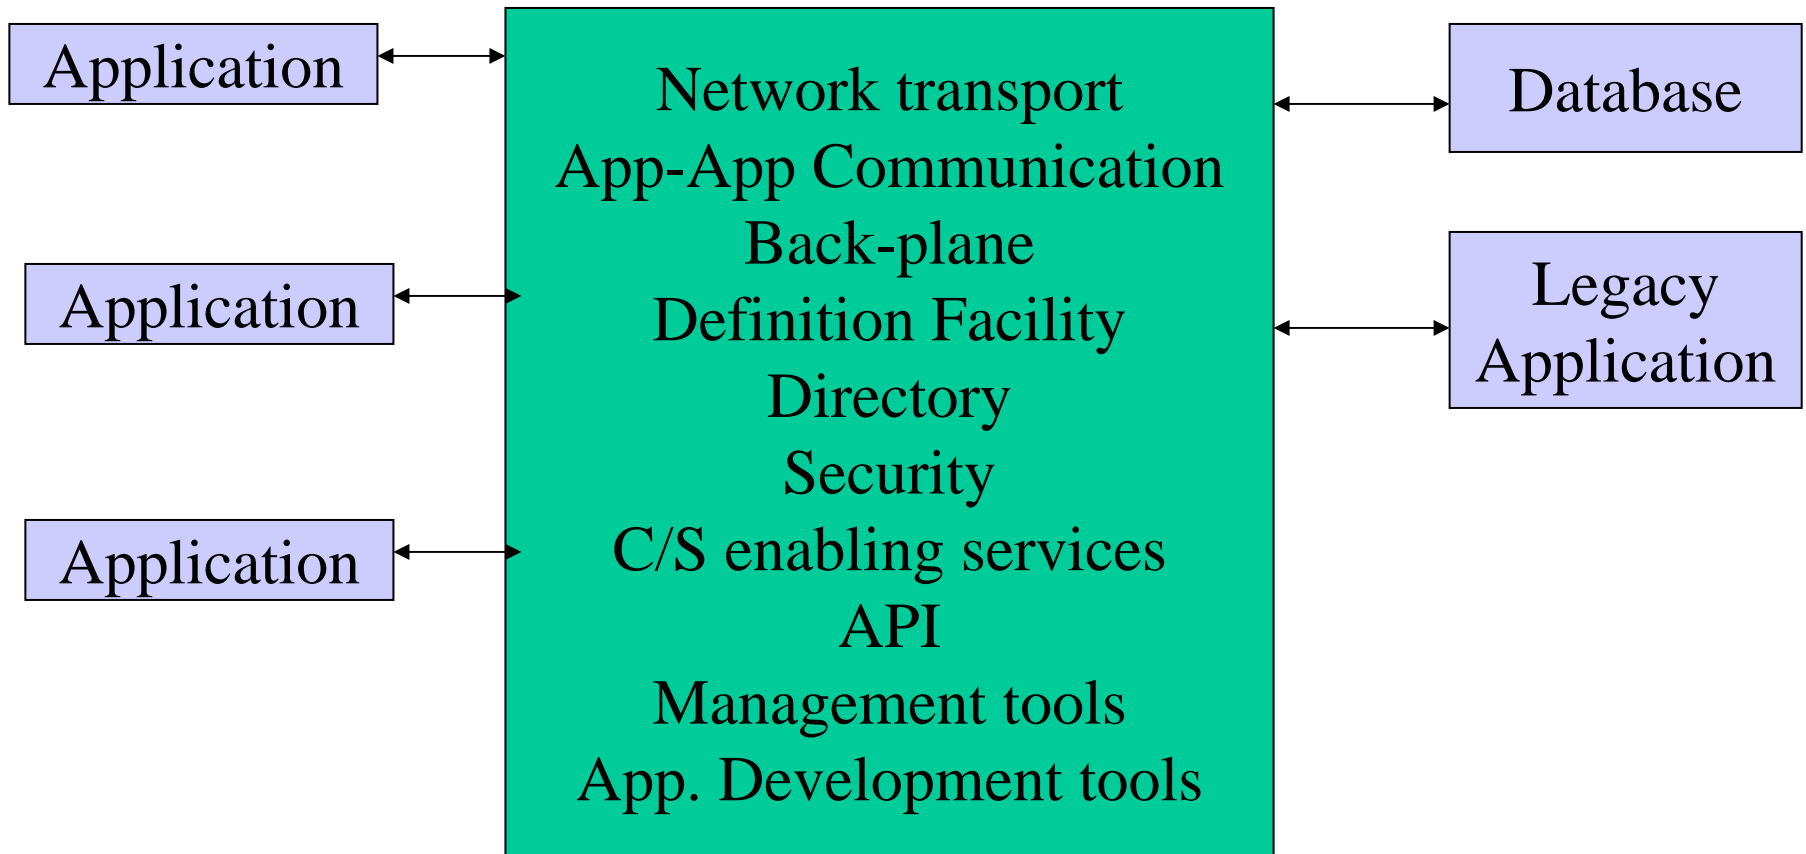 Application
Application
Application
Network transport
App-App Communication
Back-plane
Definition Facility
Directory
Security
C/S enabling services
API
Management tools
App. Development tools
Database
Legacy
Application